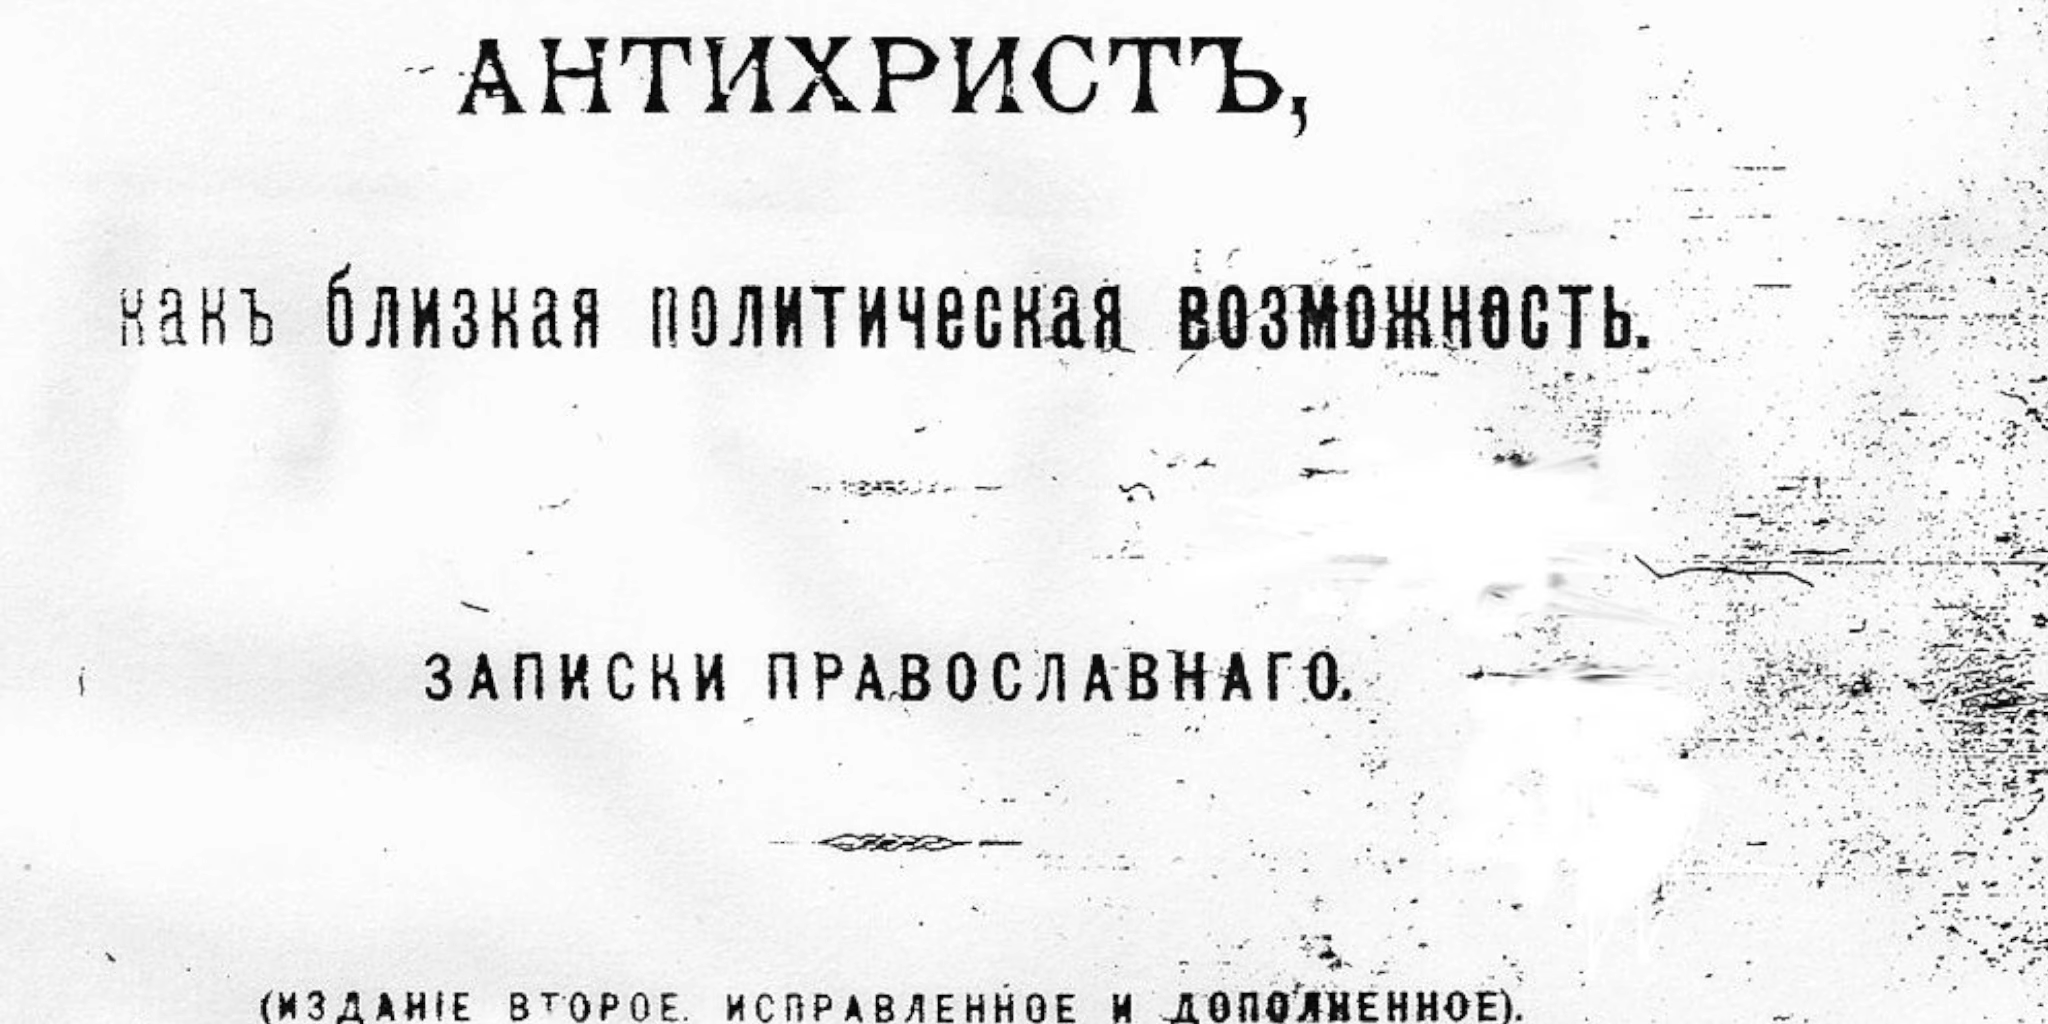 АНТИХРИСТЪ,
какъ близкая политическая возможность.
ЗАПИСКИ ПРАВОСЛАВНАГО.
(ИЗДАНІЕ ВТОРОЕ. ИСПРАВЛЕННОЕ И ДОПОЛНЕННОЕ).